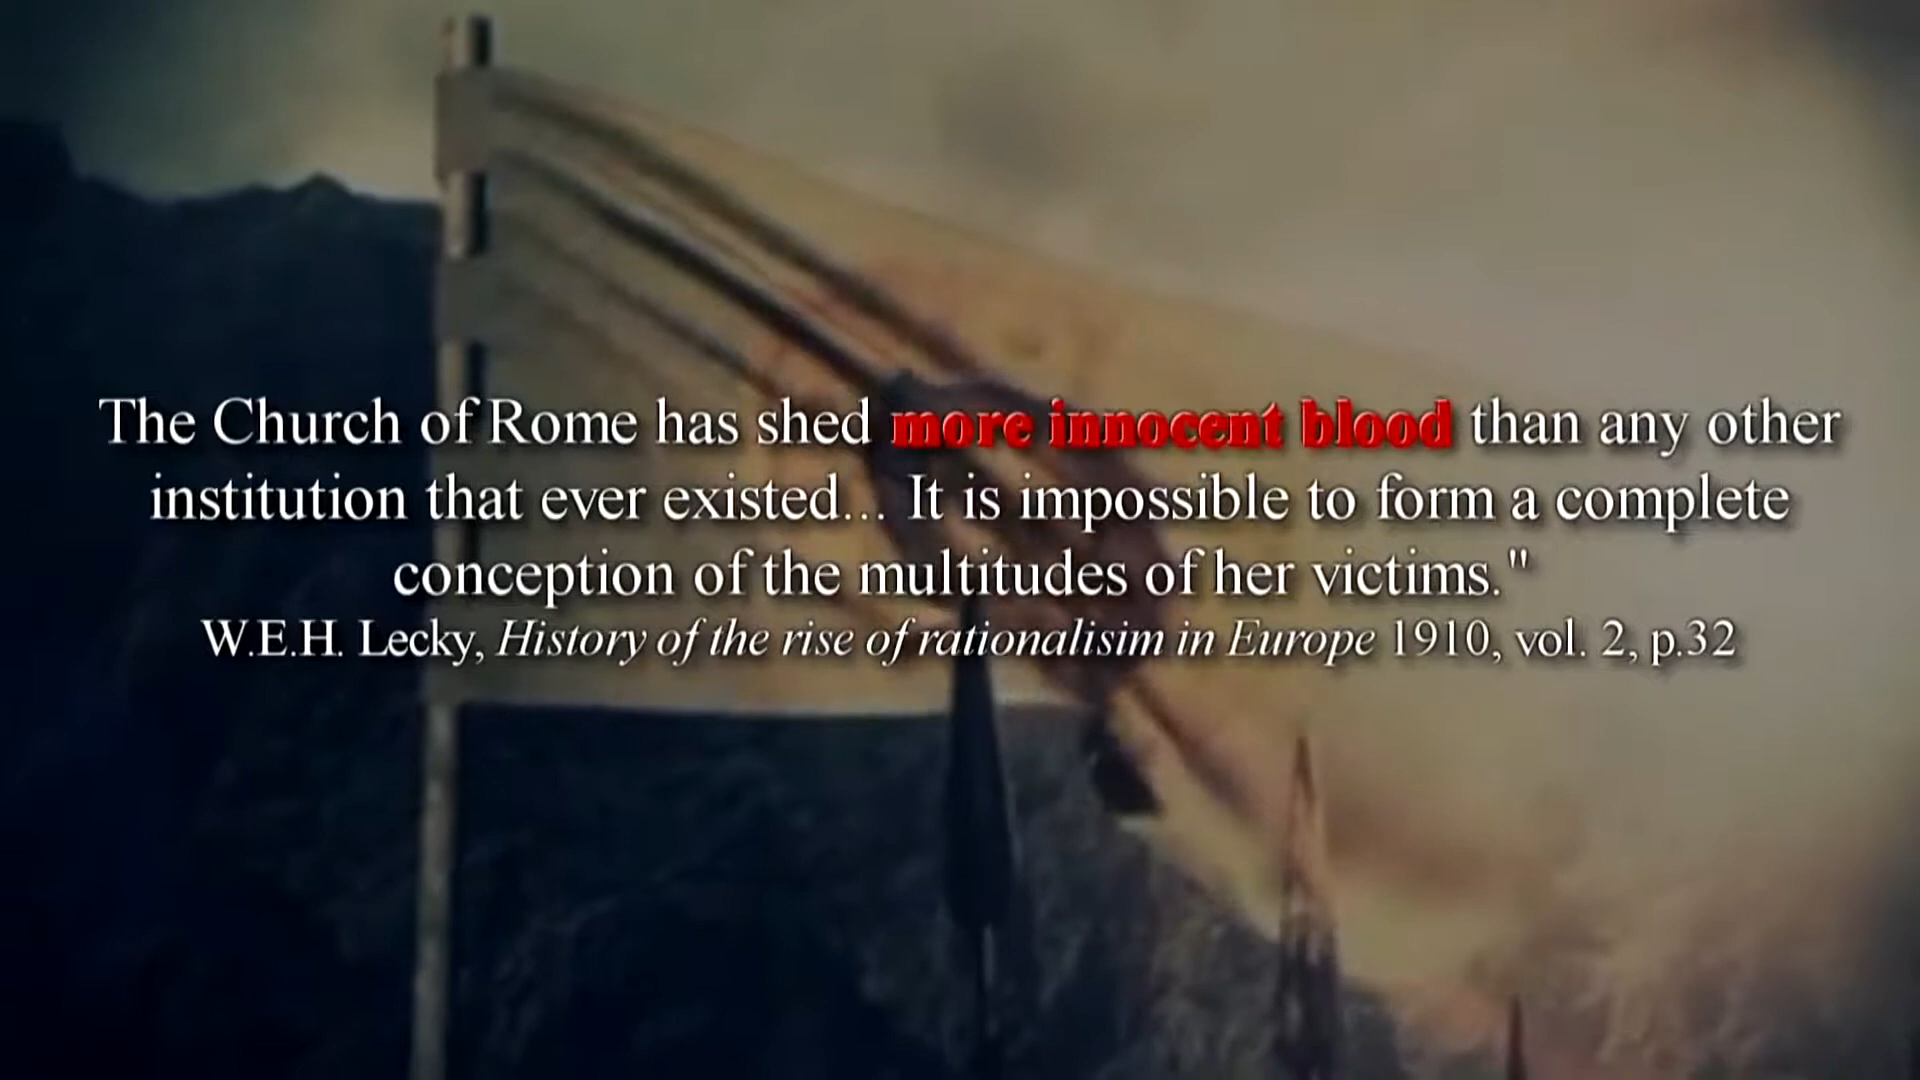 The Church of Rome has shed more innocent blood than any other
institution that ever existed... It is impossible to form a complete
conception of the multitudes of her victims."
W.E.H. Lecky, History of the rise of rationalisim in Europe 1910, vol. 2, p.32